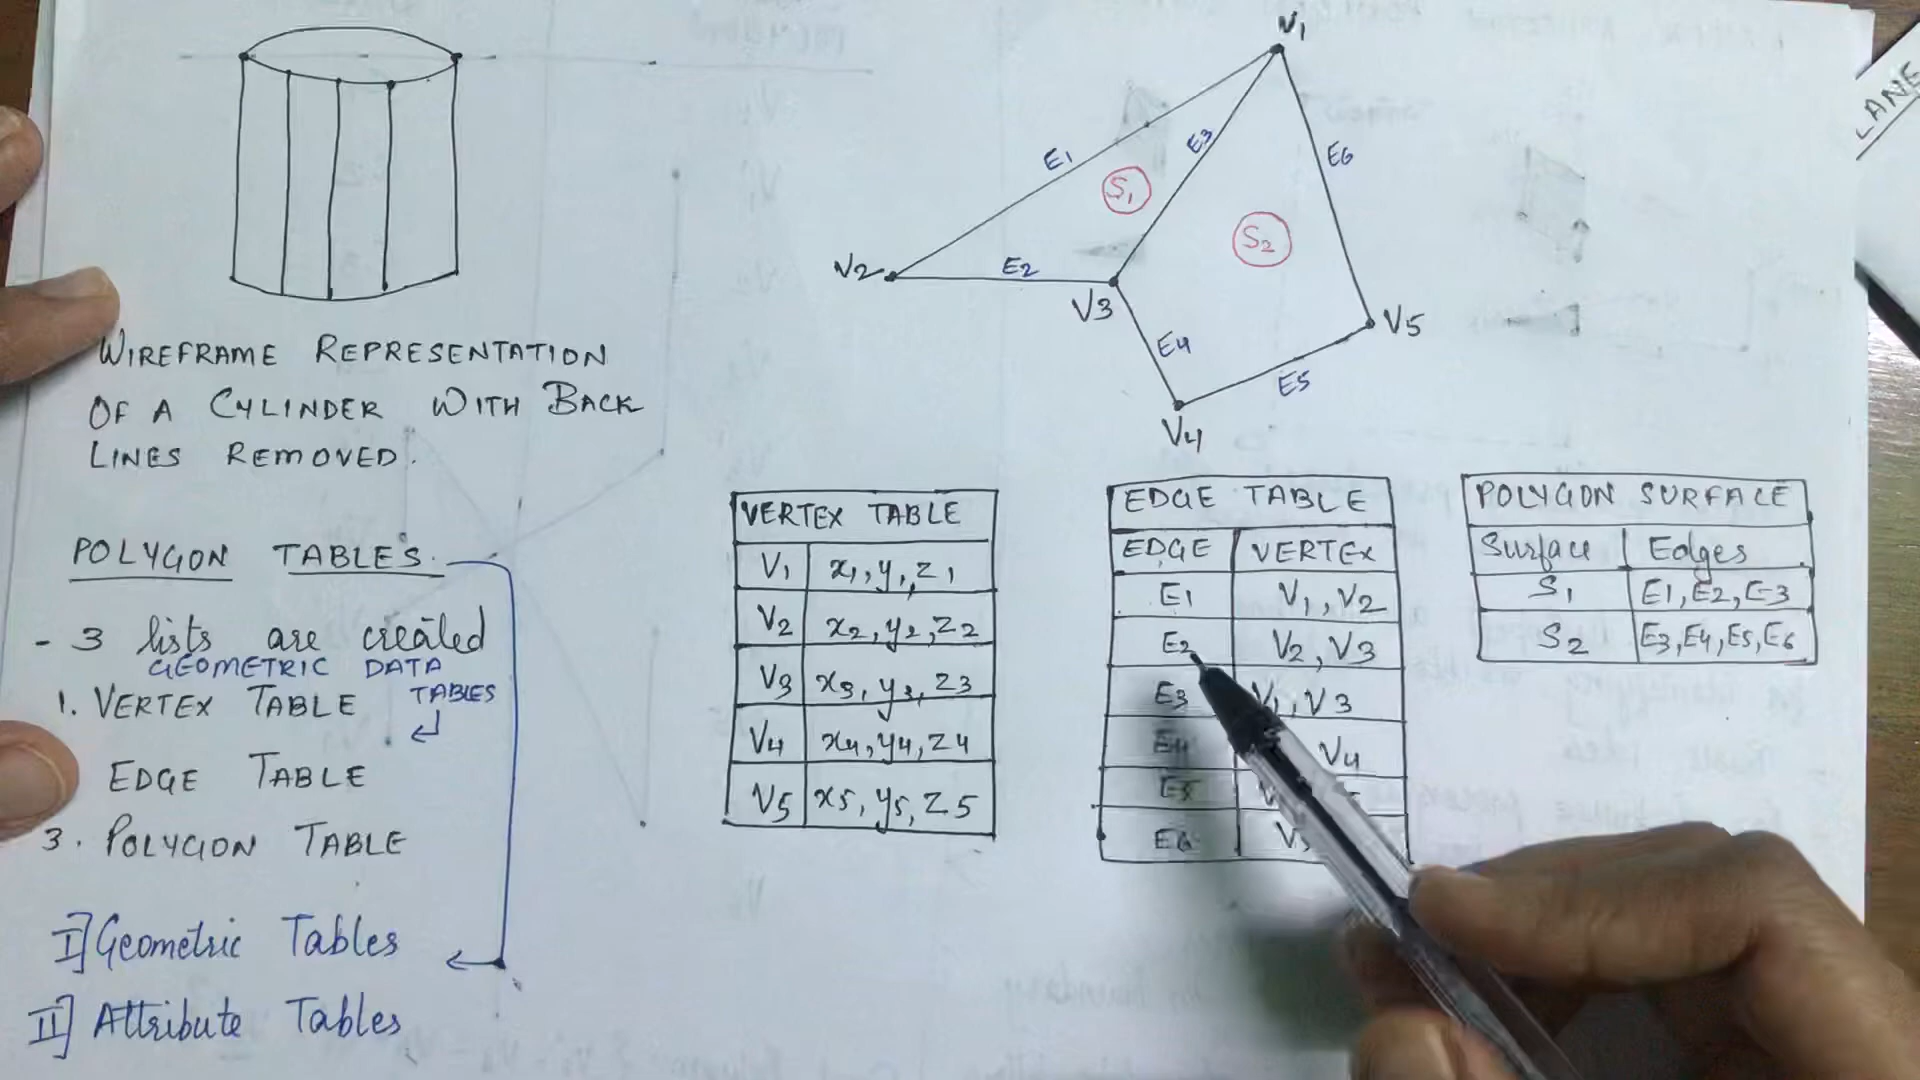 V1
E1
E3
E6
S1
S2
V2
E2
V3
V5
E4
E5
V4
LANE
WIREFRAME REPRESENTATION
OF A CYLINDER WITH BACK
LINES REMOVED.
POLYGON TABLES.
- 3 lists are created
GEOMETRIC DATA
TABLES
1. VERTEX TABLE
EDGE TABLE
3. POLYGON TABLE
I] Geometric Tables
II] Attribute Tables
VERTEX TABLE
V1 x1, y1, z1
V2 x2, y2, z2
V3 x3, y3, z3
V4 x4, y4, z4
V5 x5, y5, z5
EDGE TABLE
EDGE VERTEX
E1 V1, V2
E2 V2, V3
E3 V1, V3
E4 V4
E5
E6
POLYGON SURFACE
Surface Edges
S1 E1, E2, E3
S2 E3, E4, E5, E6